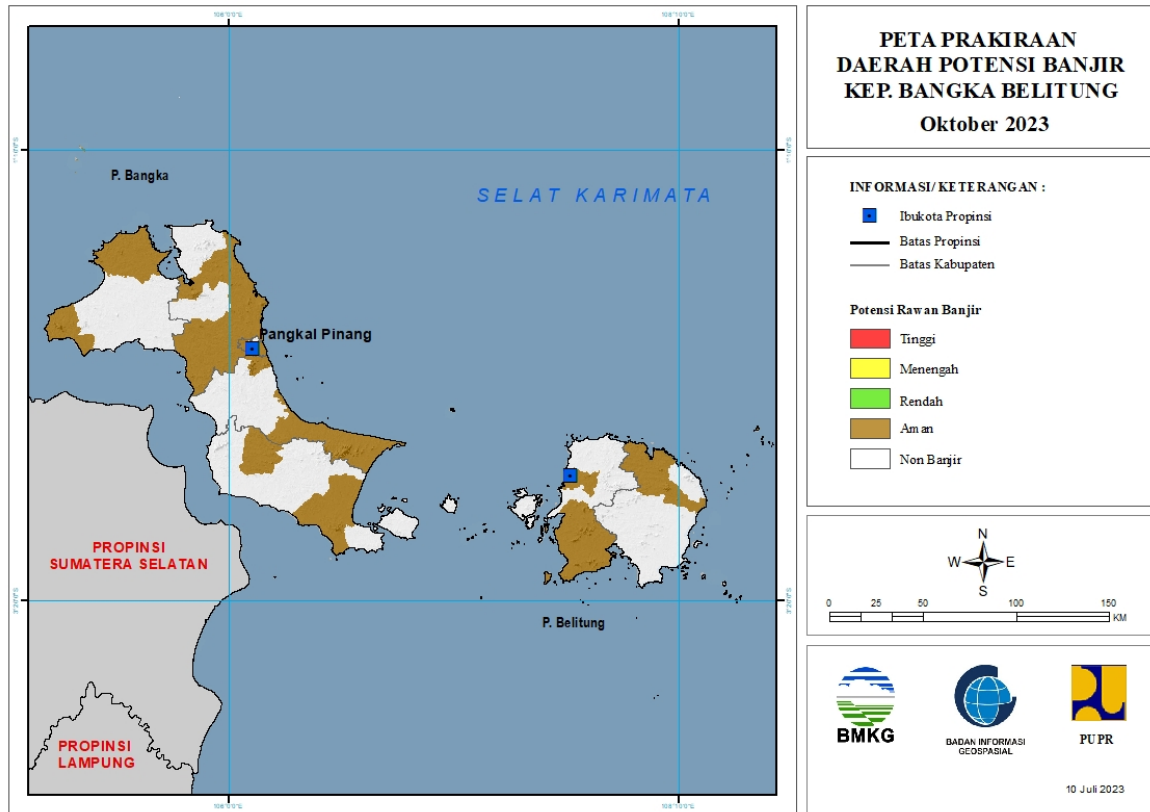 PETA PRAKIRAAN
DAERAH POTENSI BANJIR
KEP. BANGKA BELITUNG
Oktober 2023
P. Bangka
SELAT KARIMATA
Pangkal Pinang
PROPINSI
SUMATERA SELATAN
P. Belitung
PROPINSI
LAMPUNG
INFORMASI/ KETERANGAN :
Ibukota Propinsi
Batas Propinsi
Batas Kabupaten
Potensi Rawan Banjir
Tinggi
Menengah
Rendah
Aman
Non Banjir
N
W E
S
0 25 50 100 150
KM
BMKG
BADAN INFORMASI
GEOSPASIAL
PUPR
10 Juli 2023